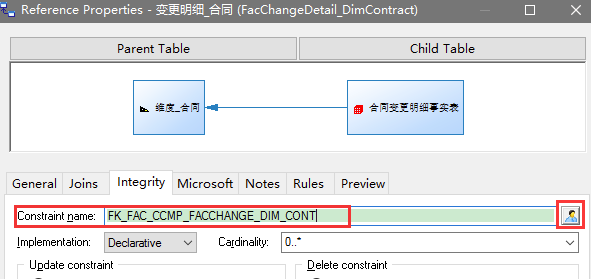 Reference Properties - 变更明细_合同 (FacChangeDetail_DimContract)
Parent Table
Child Table
维度_合同
合同变更明细事实表
General Joins Integrity Microsoft Notes Rules Preview
Constraint name: FK_FAC_CCMP_FACCHANGE_DIM_CONT
Implementation: Declarative Cardinality: 0..*
Update constraint
Delete constraint